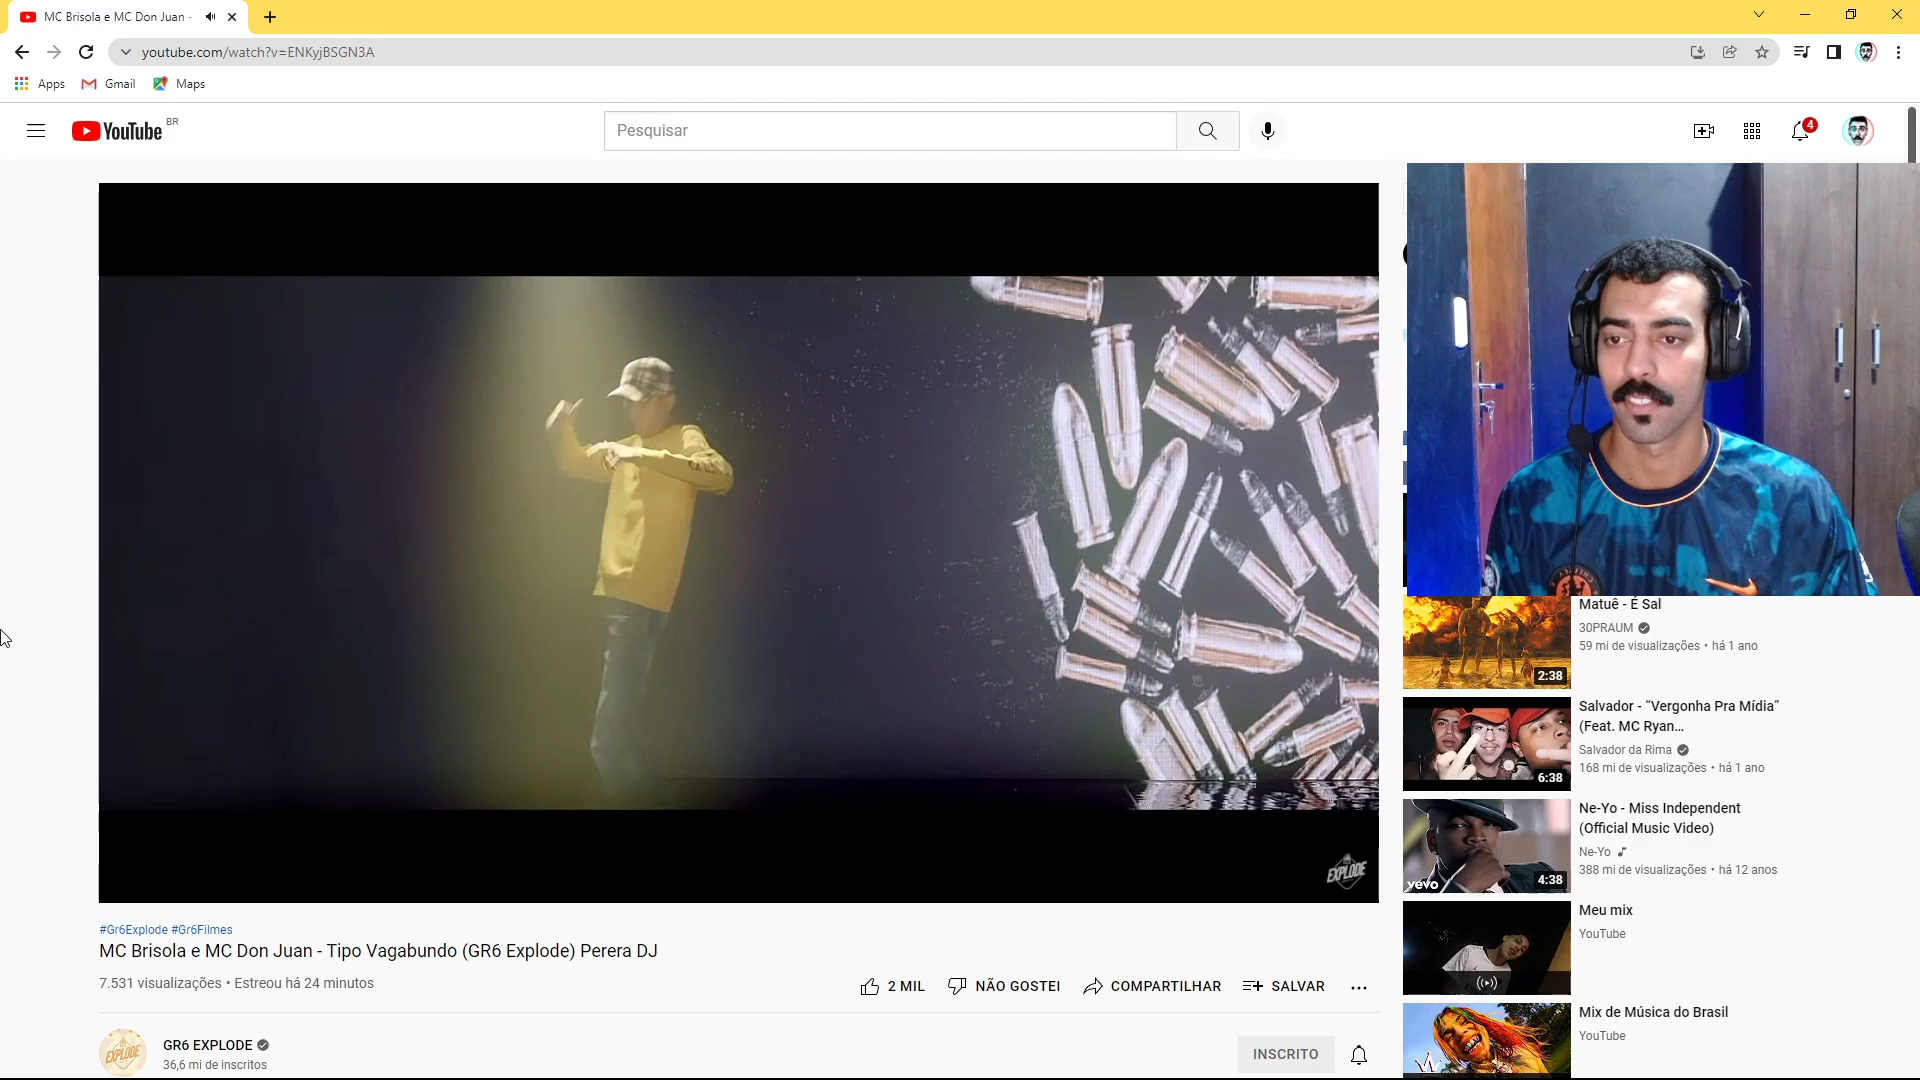 MC Brisola e MC Don Juan -
youtube.com/watch?v=ENKyjBSGN3A
Apps
Gmail
Maps
YouTube BR
Pesquisar
4
EXPLODE
#Gr6Explode #Gr6Filmes
MC Brisola e MC Don Juan - Tipo Vagabundo (GR6 Explode) Perera DJ
7.531 visualizações • Estreou há 24 minutos
2 MIL
NÃO GOSTEI
COMPARTILHAR
SALVAR
EXPLODE
GR6 EXPLODE
36,6 mi de inscritos
INSCRITO
Matuê - É Sal
30PRAUM
59 mi de visualizações • há 1 ano
2:38
Salvador - “Vergonha Pra Mídia”
(Feat. MC Ryan...
Salvador da Rima
168 mi de visualizações • há 1 ano
6:38
Ne-Yo - Miss Independent
(Official Music Video)
Ne-Yo
388 mi de visualizações • há 12 anos
vevo
4:38
Meu mix
YouTube
Mix de Música do Brasil
YouTube